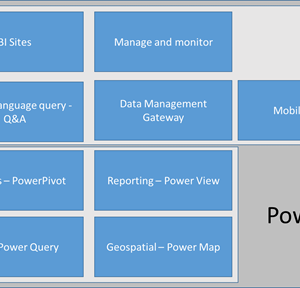 BI Sites
Manage and monitor
anguage query -
Q&A
Data Management
Gateway
Mobil
s – PowerPivot
Reporting – Power View
Pow
Power Query
Geospatial – Power Map